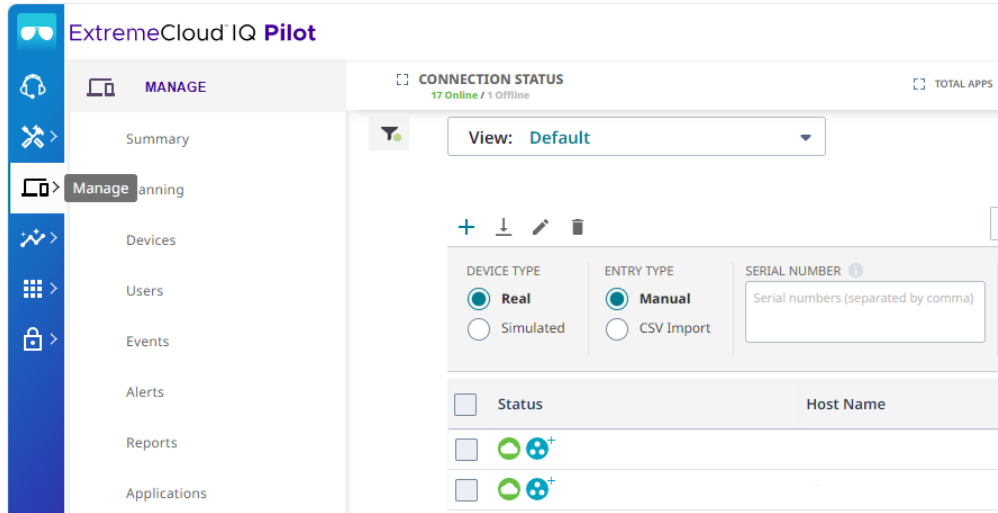 ExtremeCloud™ IQ Pilot
MANAGE
Summary
Manage
anning
Devices
Users
Events
Alerts
Reports
Applications
CONNECTION STATUS
17 Online / 1 Offline
TOTAL APPS
View: Default
DEVICE TYPE
Real
Simulated
ENTRY TYPE
Manual
CSV Import
SERIAL NUMBER
Serial numbers (separated by comma)
Status
Host Name